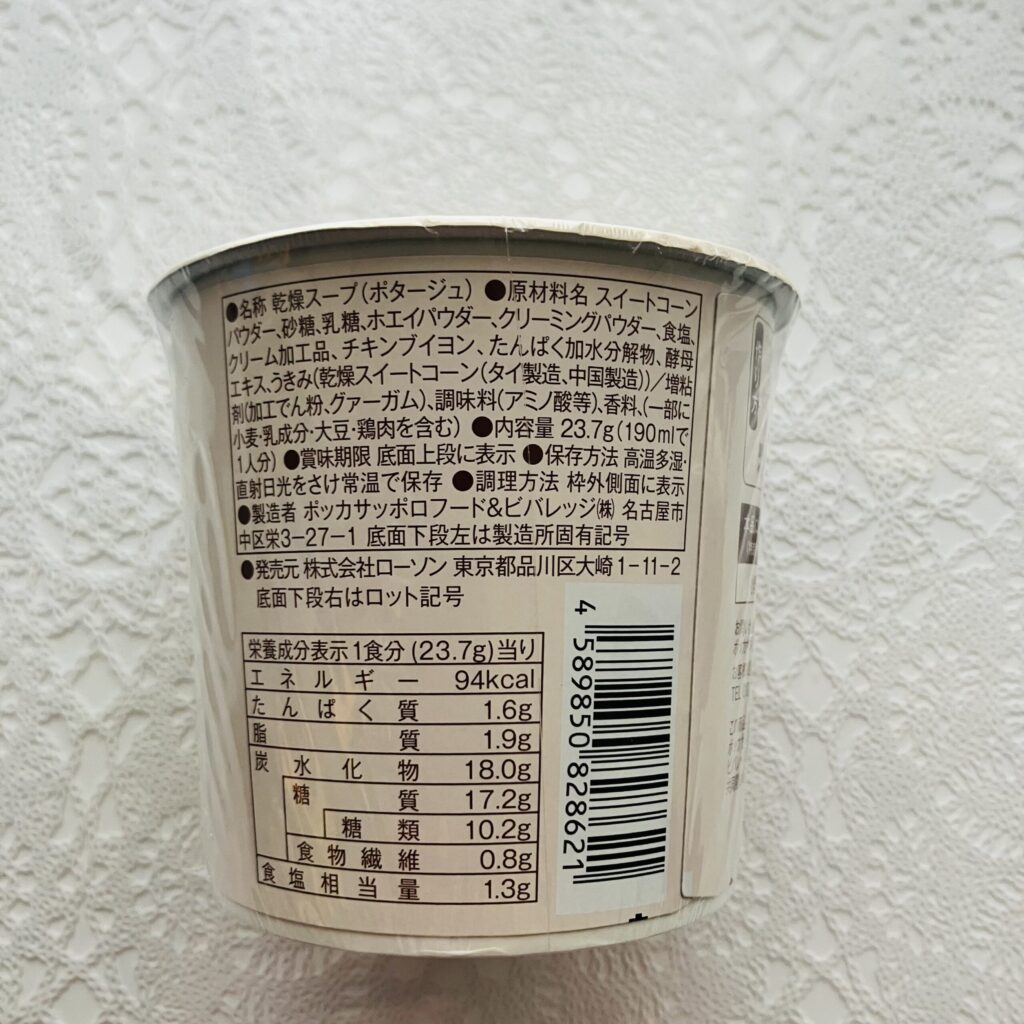 ●名称 乾燥スープ(ポタージュ) ●原材料名 スイートコーン
パウダー、砂糖、乳糖、ホエイパウダー、クリーミングパウダー、食塩、
クリーム加工品、チキンブイヨン、たんぱく加水分解物、酵母
エキス、うきみ(乾燥スイートコーン(タイ製造、中国製造))/増粘
剤(加工でん粉、グァーガム)、調味料(アミノ酸等)、香料、(一部に
小麦・乳成分・大豆・鶏肉を含む) ●内容量 23.7g(190mlで
1人分) ●賞味期限 底面上段に表示 ●保存方法 高温多湿・
直射日光をさけ常温で保存 ●調理方法 枠外側面に表示
●製造者 ポッカサッポロフード&ビバレッジ㈱ 名古屋市
中区栄3-27-1 底面下段左は製造所固有記号
●発売元 株式会社ローソン 東京都品川区大崎1-11-2
底面下段右はロット記号
栄養成分表示1食分(23.7g)当り
エネルギー 94kcal
たんぱく質 1.6g
脂質 1.9g
炭水化物 18.0g
糖質 17.2g
糖類 10.2g
食物繊維 0.8g
食塩相当量 1.3g
4 589850 828621